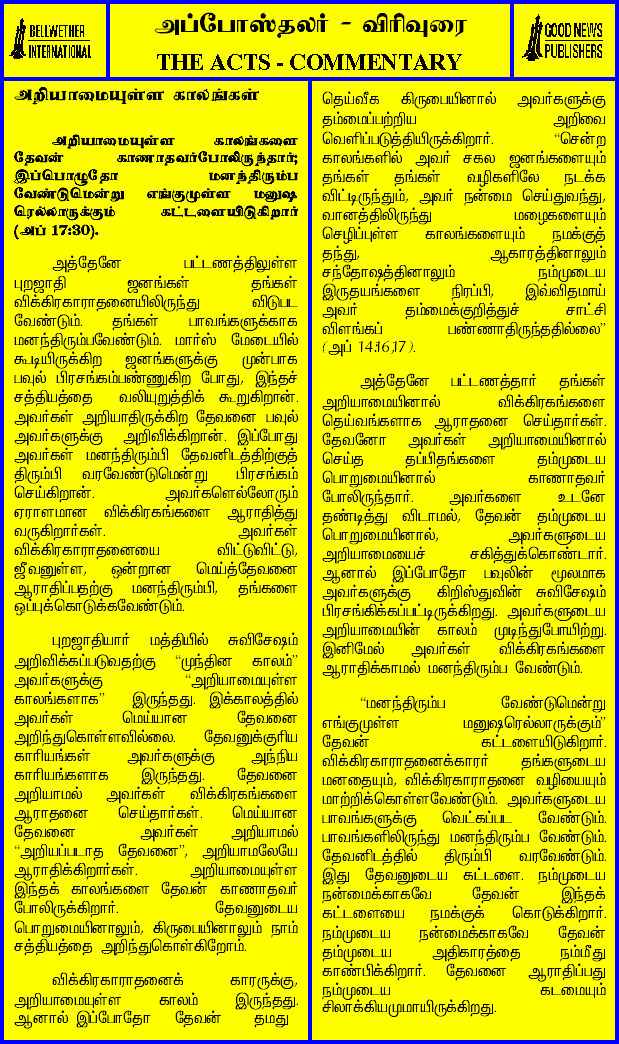 BELLWETHER
INTERNATIONAL
அப்போஸ்தலர் - விரிவுரை
THE ACTS - COMMENTARY
GOOD NEWS
PUBLISHERS
அறியாமையுள்ள காலங்கள்
அறியாமையுள்ள காலங்களை
தேவன் காணாதவர்போலிருந்தார்;
இப்பொழுதோ மனந்திரும்ப
வேண்டுமென்று எங்குமுள்ள மனுஷ
ரெல்லாருக்கும் கட்டளையிடுகிறார்
(அப் 17:30).
அத்தேனே பட்டணத்திலுள்ள
புறஜாதி ஜனங்கள் தங்கள்
விக்கிரகாராதனையிலிருந்து விடுபட
வேண்டும். தங்கள் பாவங்களுக்காக
மனந்திரும்பவேண்டும். மார்ஸ் மேடையில்
கூடியிருக்கிற ஜனங்களுக்கு முன்பாக
பவுல் பிரசங்கம்பண்ணுகிற போது, இந்தச்
சத்தியத்தை வலியுறுத்திக் கூறுகிறான்.
அவர்கள் அறியாதிருக்கிற தேவனை பவுல்
அவர்களுக்கு அறிவிக்கிறான். இப்போது
அவர்கள் மனந்திரும்பி தேவனிடத்திற்குத்
திரும்பி வரவேண்டுமென்று பிரசங்கம்
செய்கிறான். அவர்களெல்லோரும்
ஏராளமான விக்கிரகங்களை ஆராதித்து
வருகிறார்கள். அவர்கள்
விக்கிரகாராதனையை விட்டுவிட்டு,
ஜீவனுள்ள, ஒன்றான மெய்த்தேவனை
ஆராதிப்பதற்கு மனந்திரும்பி, தங்களை
ஒப்புக்கொடுக்கவேண்டும்.
புறஜாதியார் மத்தியில் சுவிசேஷம்
அறிவிக்கப்படுவதற்கு “முந்தின காலம்”
அவர்களுக்கு “அறியாமையுள்ள
காலங்களாக” இருந்தது. இக்காலத்தில்
அவர்கள் மெய்யான தேவனை
அறிந்துகொள்ளவில்லை. தேவனுக்குரிய
காரியங்கள் அவர்களுக்கு அந்நிய
காரியங்களாக இருந்தது. தேவனை
அறியாமல் அவர்கள் விக்கிரகங்களை
ஆராதனை செய்தார்கள். மெய்யான
தேவனை அவர்கள் அறியாமல்
“அறியப்படாத தேவனை”, அறியாமலேயே
ஆராதிக்கிறார்கள். அறியாமையுள்ள
இந்தக் காலங்களை தேவன் காணாதவர்
போலிருக்கிறார். தேவனுடைய
பொறுமையினாலும், கிருபையினாலும் நாம்
சத்தியத்தை அறிந்துகொள்கிறோம்.
விக்கிரகாராதனைக் காரருக்கு,
அறியாமையுள்ள காலம் இருந்தது.
ஆனால் இப்போதோ தேவன் தமது
தெய்வீக கிருபையினால் அவர்களுக்கு
தம்மைப்பற்றிய அறிவை
வெளிப்படுத்தியிருக்கிறார். “சென்ற
காலங்களில் அவர் சகல ஜனங்களையும்
தங்கள் தங்கள் வழிகளிலே நடக்க
விட்டிருந்தும், அவர் நன்மை செய்துவந்து,
வானத்திலிருந்து மழைகளையும்
செழிப்புள்ள காலங்களையும் நமக்குத்
தந்து, ஆகாரத்தினாலும்
சந்தோஷத்தினாலும் நம்முடைய
இருதயங்களை நிரப்பி, இவ்விதமாய்
அவர் தம்மைக்குறித்துச் சாட்சி
விளங்கப் பண்ணாதிருந்ததில்லை”
(அப் 14:16,17).
அத்தேனே பட்டணத்தார் தங்கள்
அறியாமையினால் விக்கிரகங்களை
தெய்வங்களாக ஆராதனை செய்தார்கள்.
தேவனோ அவர்கள் அறியாமையினால்
செய்த தப்பிதங்களை தம்முடைய
பொறுமையினால் காணாதவர்
போலிருந்தார். அவர்களை உடனே
தண்டித்து விடாமல், தேவன் தம்முடைய
பொறுமையினால், அவர்களுடைய
அறியாமையைச் சகித்துக்கொண்டார்.
ஆனால் இப்போதோ பவுலின் மூலமாக
அவர்களுக்கு கிறிஸ்துவின் சுவிசேஷம்
பிரசங்கிக்கப்பட்டிருக்கிறது. அவர்களுடைய
அறியாமையின் காலம் முடிந்துபோயிற்று.
இனிமேல் அவர்கள் விக்கிரகங்களை
ஆராதிக்காமல் மனந்திரும்ப வேண்டும்.
“மனந்திரும்ப வேண்டுமென்று
எங்குமுள்ள மனுஷரெல்லாருக்கும்”
தேவன் கட்டளையிடுகிறார்.
விக்கிரகாராதனைக்காரர் தங்களுடைய
மனதையும், விக்கிரகாராதனை வழியையும்
மாற்றிக்கொள்ளவேண்டும். அவர்களுடைய
பாவங்களுக்கு வெட்கப்பட வேண்டும்.
பாவங்களிலிருந்து மனந்திரும்ப வேண்டும்.
தேவனிடத்தில் திரும்பி வரவேண்டும்.
இது தேவனுடைய கட்டளை. நம்முடைய
நன்மைக்காகவே தேவன் இந்தக்
கட்டளையை நமக்குக் கொடுக்கிறார்.
நம்முடைய நன்மைக்காகவே தேவன்
தம்முடைய அதிகாரத்தை நம்மீது
காண்பிக்கிறார். தேவனை ஆராதிப்பது
நம்முடைய கடமையும்
சிலாக்கியமுமாயிருக்கிறது.